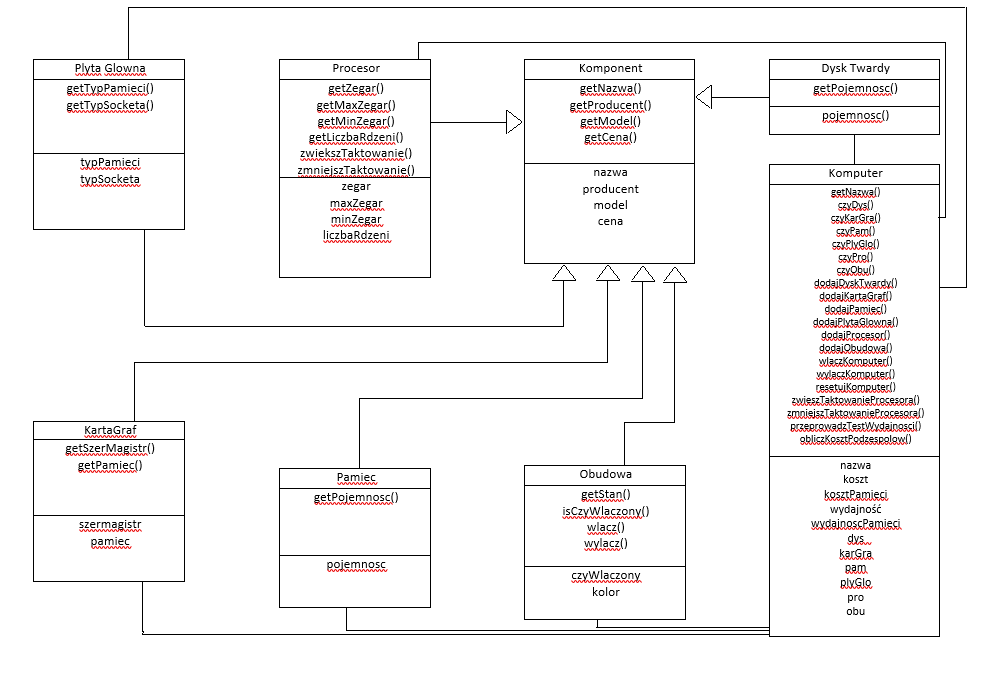 Plyta Glowna
getTypPamieci()
getTypSocketa()
typPamieci
typSocketa
Procesor
getZegar()
getMaxZegar()
getMinZegar()
getLiczbaRdzeni()
zwiekszTaktowanie()
zmniejszTaktowanie()
zegar
maxZegar
minZegar
liczbaRdzeni
Komponent
getNazwa()
getProducent()
getModel()
getCena()
nazwa
producent
model
cena
Dysk Twardy
getPojemnosc()
pojemnosc()
Komputer
getNazwa()
czyDys()
czyKarGra()
czyPam()
czyPlyGlo()
czyPro()
czyObu()
dodajDyskTwardy()
dodajKartaGraf()
dodajPamiec()
dodajPlytaGlowna()
dodajProcesor()
dodajObudowa()
wlaczKomputer()
wylaczKomputer()
resetujKomputer()
zwieszTaktowanieProcesora()
zmniejszTaktowanieProcesora()
przeprowadzTestWydajnosci()
obliczKosztPodzespolow()
nazwa
koszt
kosztPamieci
wydajność
wydajnoscPamieci
dys
karGra
pam
plyGlo
pro
obu
KartaGraf
getSzerMagistr()
getPamiec()
szermagistr
pamiec
Pamiec
getPojemnosc()
pojemnosc
Obudowa
getStan()
isCzyWlaczony()
wlacz()
wylacz()
czyWlaczony
kolor